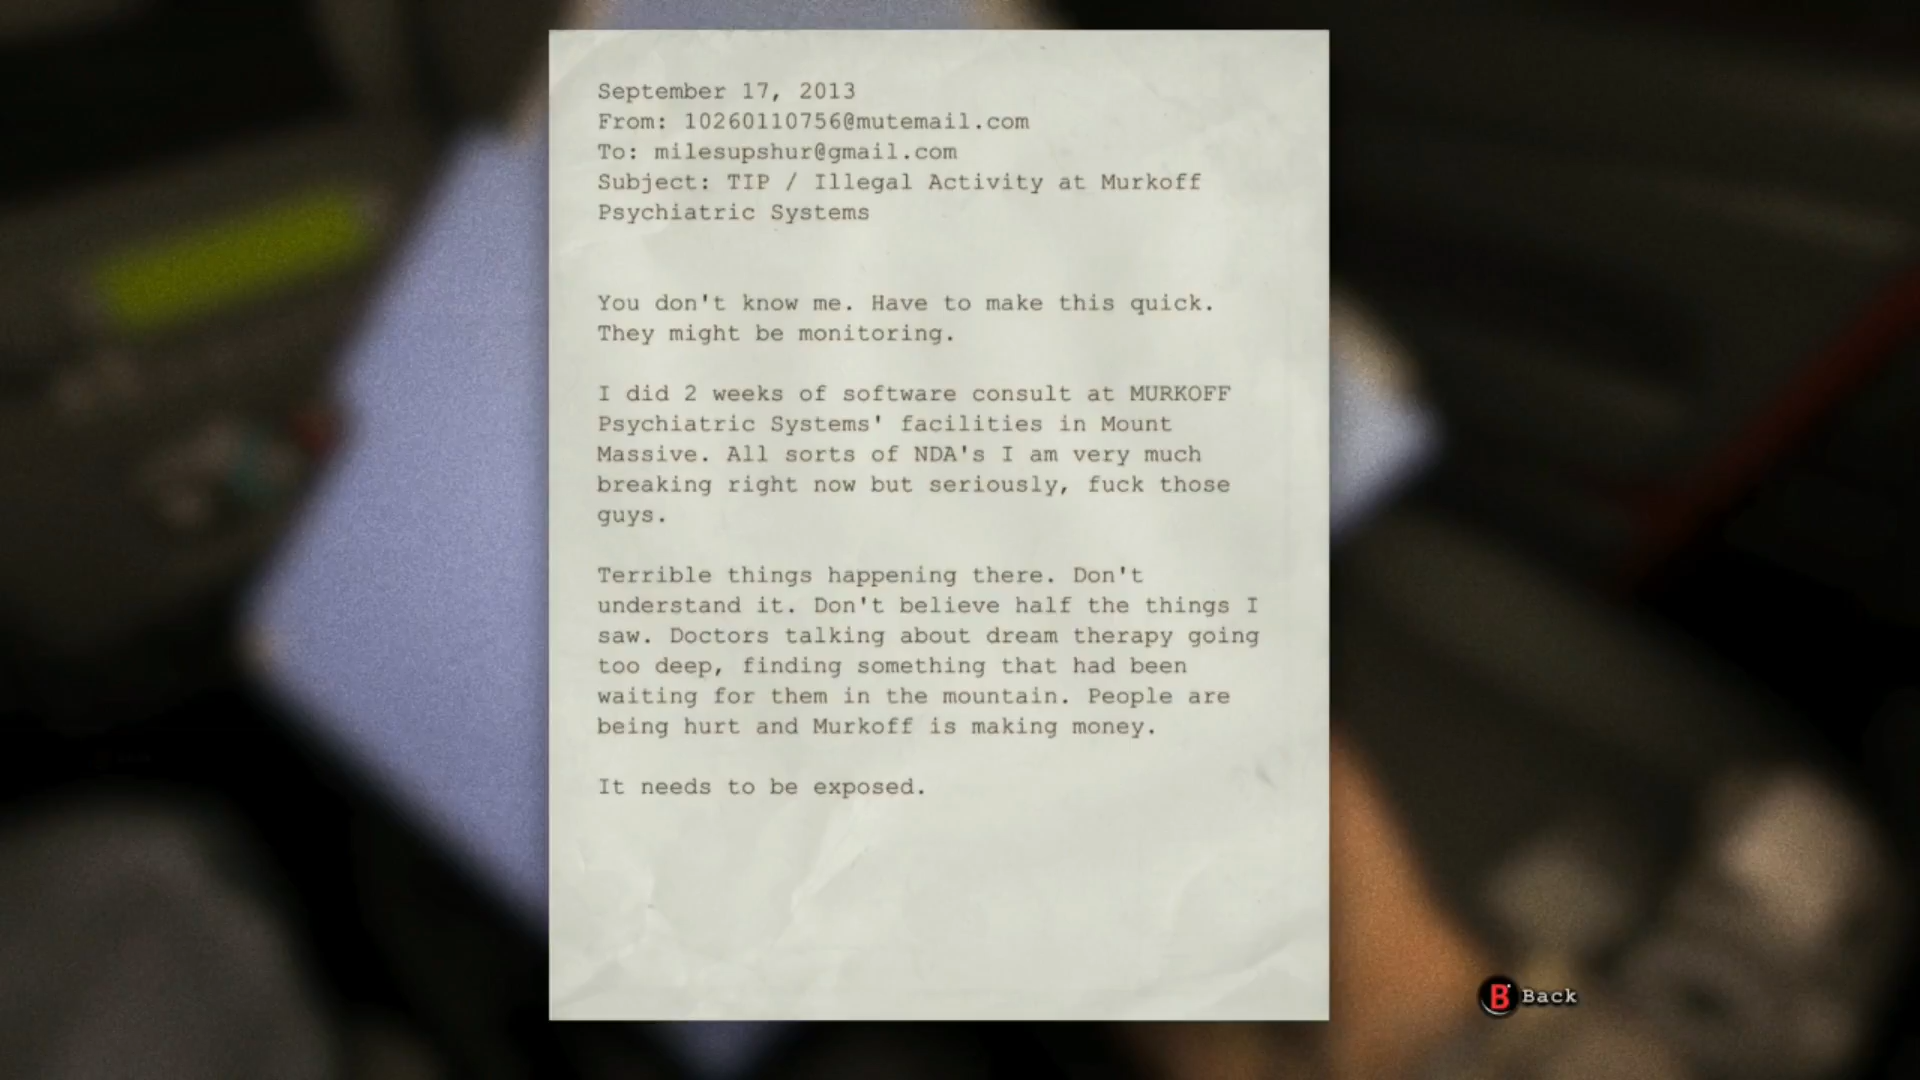 September 17, 2013
From: 10260110756@mutemail.com
To: milesupshur@gmail.com
Subject: TIP / Illegal Activity at Murkoff
Psychiatric Systems
You don't know me. Have to make this quick.
They might be monitoring.
I did 2 weeks of software consult at MURKOFF
Psychiatric Systems' facilities in Mount
Massive. All sorts of NDA's I am very much
breaking right now but seriously, fuck those
guys.
Terrible things happening there. Don't
understand it. Don't believe half the things I
saw. Doctors talking about dream therapy going
too deep, finding something that had been
waiting for them in the mountain. People are
being hurt and Murkoff is making money.
It needs to be exposed.
B Back